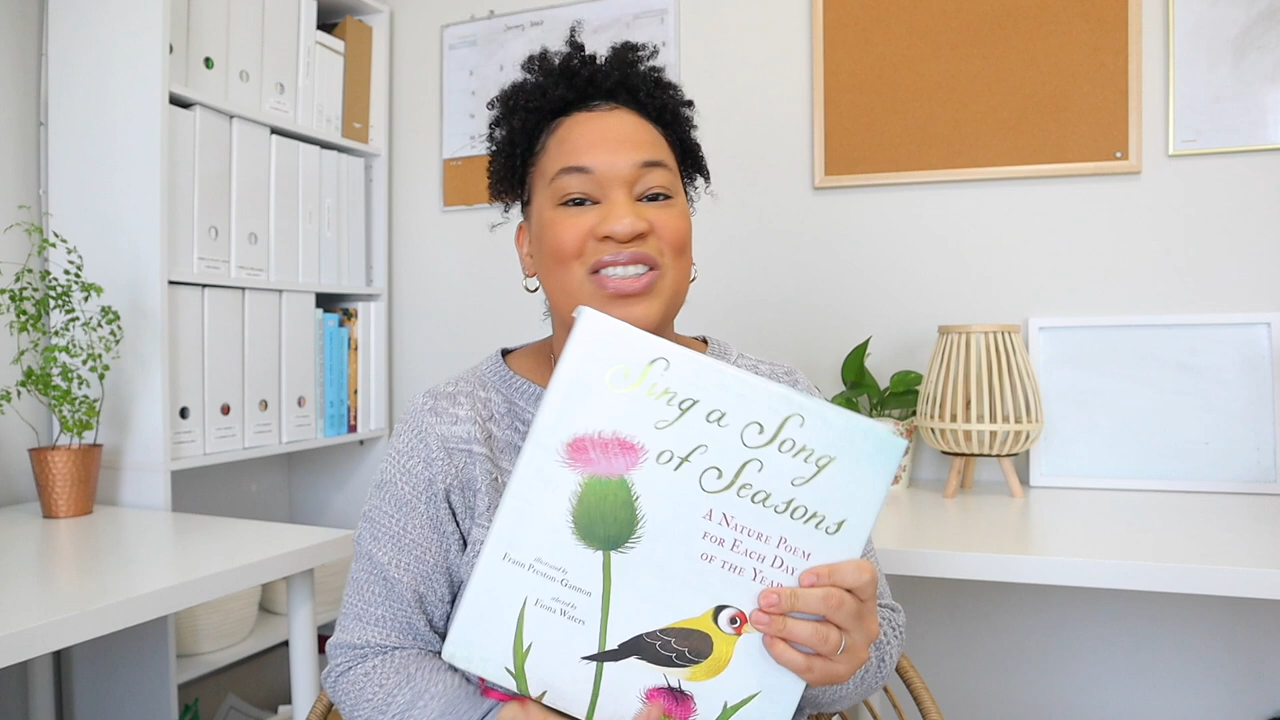 Sing a Song
of Seasons
A Nature Poem
for Each Day
of the Year
illustrated by
Frann Preston-Gannon
selected by
Fiona Waters